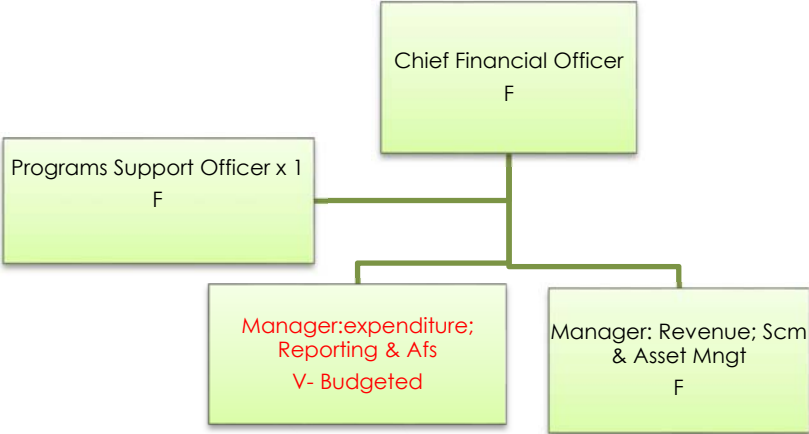 Chief Financial Officer
F
Programs Support Officer x 1
F
Manager:expenditure;
Reporting & Afs
V- Budgeted
Manager: Revenue; Scm
& Asset Mngt
F